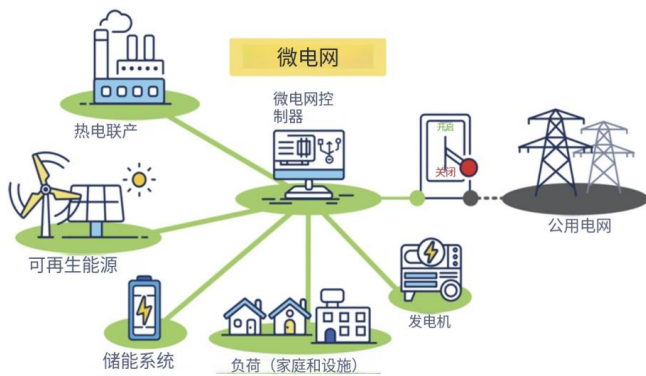 微电网
微电网控
制器
热电联产
开启
关闭
公用电网
可再生能源
发电机
储能系统
负荷（家庭和设施）